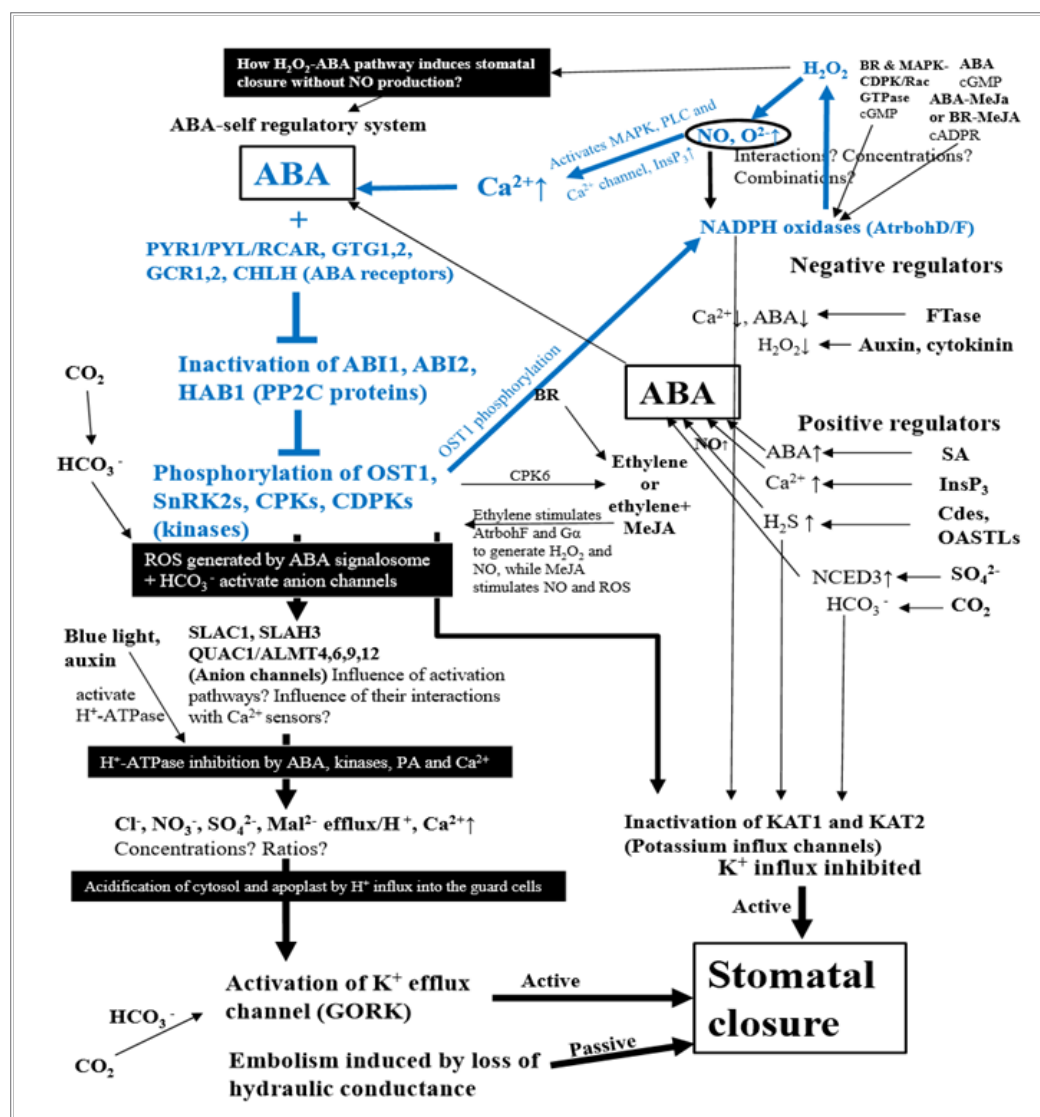 How H₂O₂-ABA pathway induces stomatal
closure without NO production?
ABA-self regulatory system
H₂O₂
BR & MAPK-
CDPK/Rac
GTPase
cGMP
ABA
cGMP
ABA-MeJa
or BR-MeJA
cADPR
NO, O²⁻↑
Interactions? Concentrations?
Combinations?
Activates MAPK, PLC and
Ca²⁺ channel, InsP₃↑
Ca²⁺↑
ABA
+
PYR1/PYL/RCAR, GTG1,2,
GCR1,2, CHLH (ABA receptors)
NADPH oxidases (AtrbohD/F)
Negative regulators
Ca²⁺↓, ABA↓
FTase
H₂O₂↓
Auxin, cytokinin
Inactivation of ABI1, ABI2,
HAB1 (PP2C proteins)
OST1 phosphorylation
BR
ABA
CO₂
HCO₃⁻
Positive regulators
NO↑
ABA↑
SA
Ca²⁺ ↑
InsP₃
H₂S ↑
Cdes,
OASTLs
NCED3↑
SO₄²⁻
HCO₃⁻
CO₂
Phosphorylation of OST1,
SnRK2s, CPKs, CDPKs
(kinases)
CPK6
Ethylene
or
ethylene+
MeJA
Ethylene stimulates
AtrbohF and Gα
to generate H₂O₂ and
NO, while MeJA
stimulates NO and ROS
ROS generated by ABA signalosome
+ HCO₃⁻ activate anion channels
Blue light,
auxin
activate
H⁺-ATPase
SLAC1, SLAH3
QUAC1/ALMT4,6,9,12
(Anion channels) Influence of activation
pathways? Influence of their interactions
with Ca²⁺ sensors?
H⁺-ATPase inhibition by ABA, kinases, PA and Ca²⁺
Cl⁻, NO₃⁻, SO₄²⁻, Mal²⁻ efflux/H⁺, Ca²⁺↑
Concentrations? Ratios?
Acidification of cytosol and apoplast by H⁺ influx into the guard cells
Inactivation of KAT1 and KAT2
(Potassium influx channels)
K⁺ influx inhibited
Active
Activation of K⁺ efflux
channel (GORK)
Active
HCO₃⁻
CO₂
Stomatal
closure
Embolism induced by loss of
hydraulic conductance
Passive